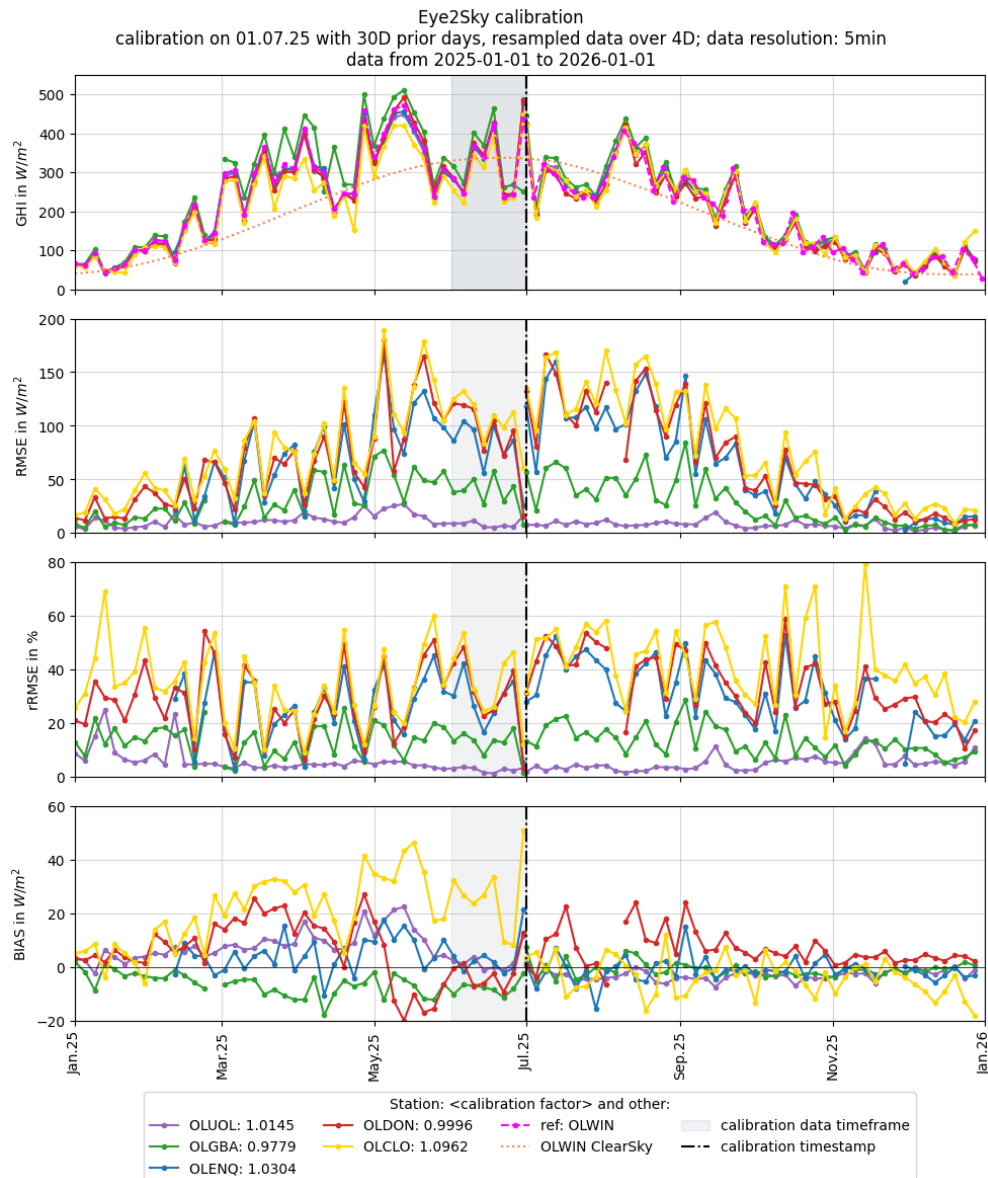 Eye2Sky calibration
calibration on 01.07.25 with 30D prior days, resampled data over 4D; data resolution: 5min
data from 2025-01-01 to 2026-01-01
GHI in W/m²
500
400
300
200
100
0
RMSE in W/m²
200
150
100
50
0
rRMSE in %
80
60
40
20
0
BIAS in W/m²
60
40
20
0
−20
Jan.25
Mar.25
May.25
Jul.25
Sep.25
Nov.25
Jan.26
Station: <calibration factor> and other:
OLUOL: 1.0145
OLGBA: 0.9779
OLENQ: 1.0304
OLDON: 0.9996
OLCLO: 1.0962
ref: OLWIN
OLWIN ClearSky
calibration data timeframe
calibration timestamp